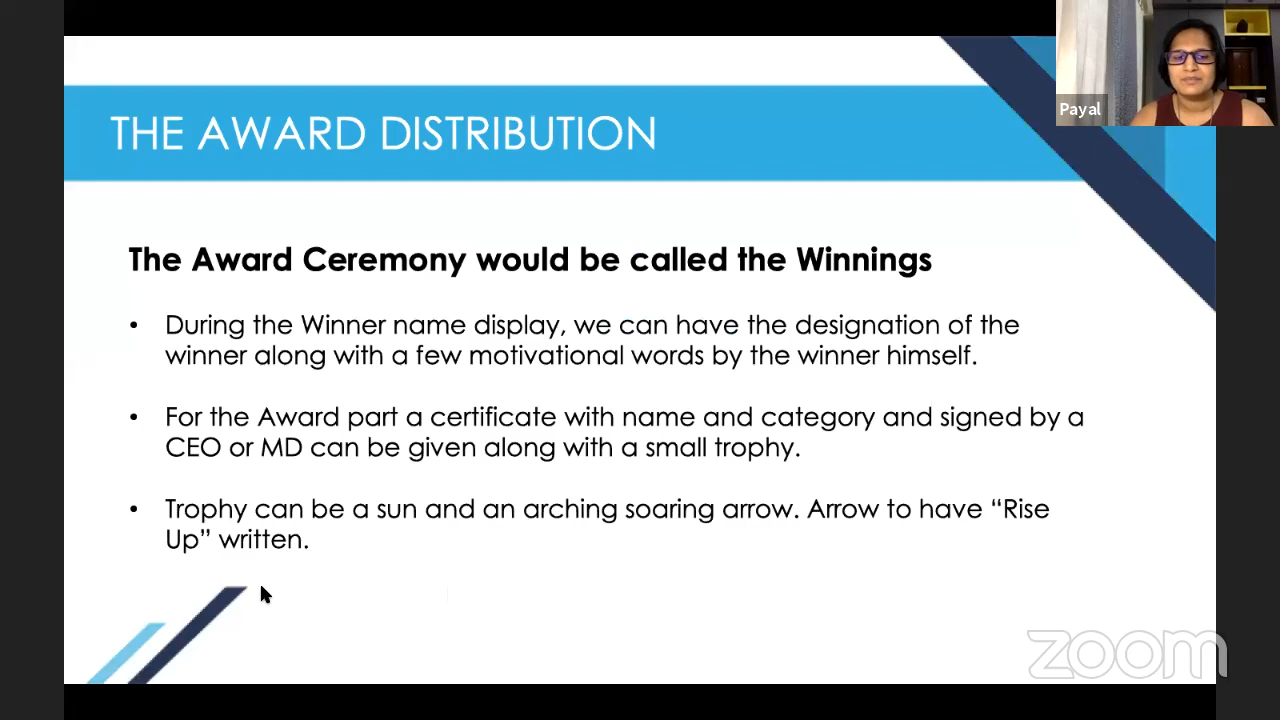 THE AWARD DISTRIBUTION
Payal
The Award Ceremony would be called the Winnings
• During the Winner name display, we can have the designation of the
winner along with a few motivational words by the winner himself.
• For the Award part a certificate with name and category and signed by a
CEO or MD can be given along with a small trophy.
• Trophy can be a sun and an arching soaring arrow. Arrow to have “Rise
Up” written.
zoom